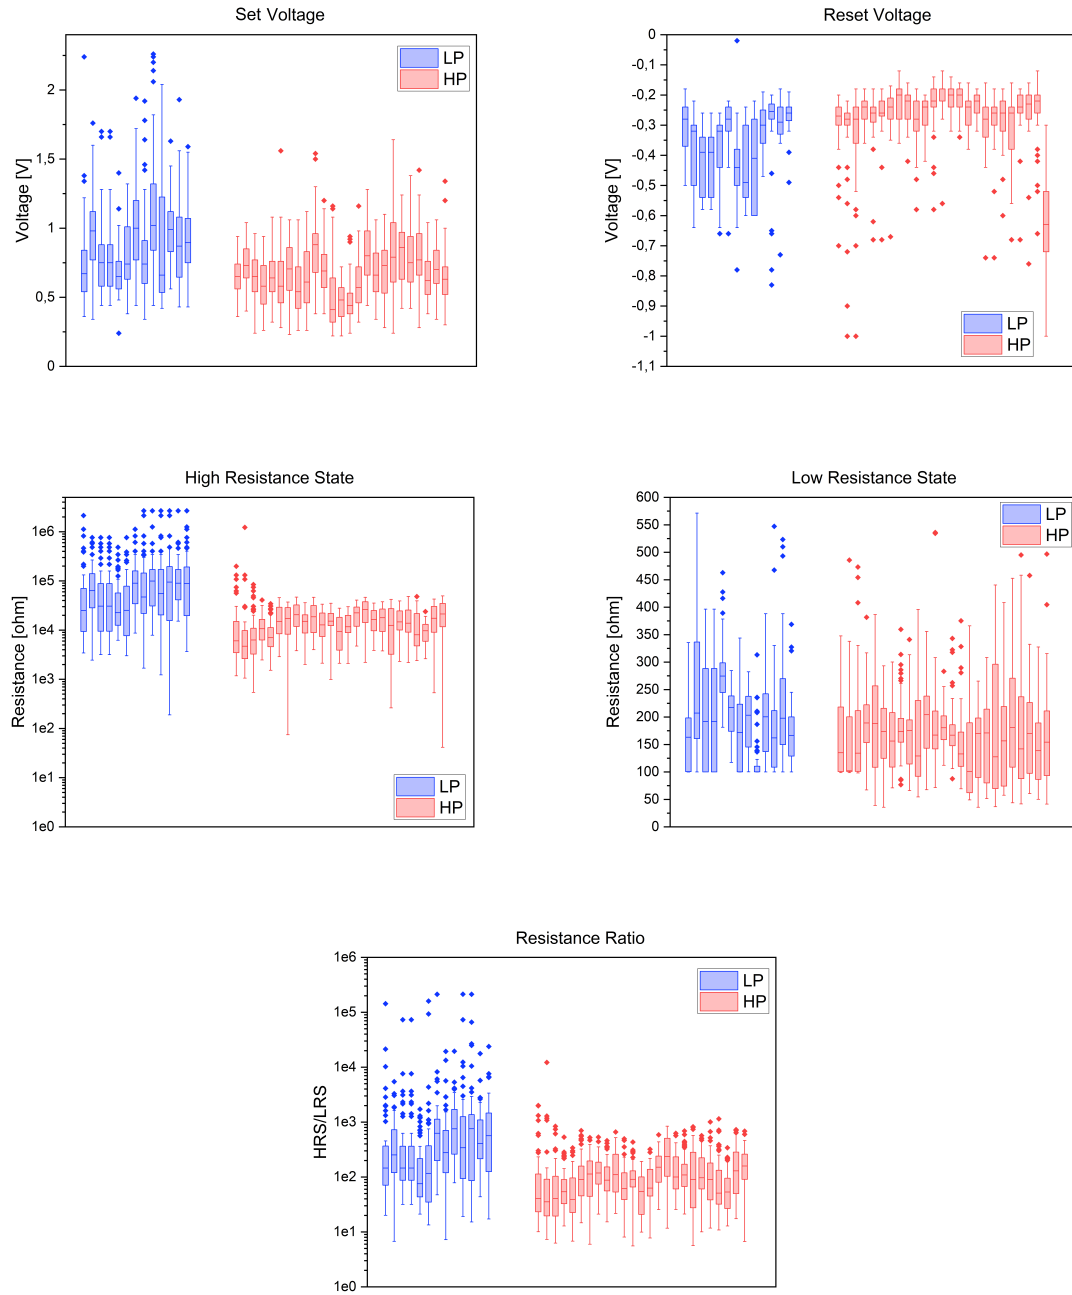 Set Voltage
Voltage [V]
2
1,5
1
0,5
0
LP
HP
Reset Voltage
Voltage [V]
0
-0,1
-0,2
-0,3
-0,4
-0,5
-0,6
-0,7
-0,8
-0,9
-1
-1,1
LP
HP
High Resistance State
Resistance [ohm]
1e6
1e5
1e4
1e3
1e2
1e1
1e0
LP
HP
Low Resistance State
Resistance [ohm]
600
550
500
450
400
350
300
250
200
150
100
50
0
LP
HP
Resistance Ratio
HRS/LRS
1e6
1e5
1e4
1e3
1e2
1e1
1e0
LP
HP